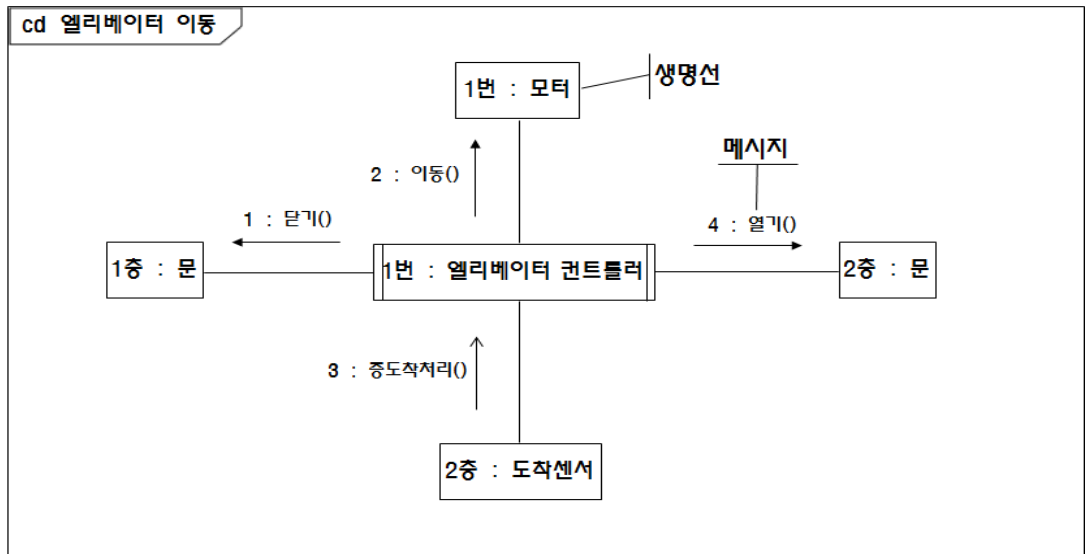 cd 엘리베이터 이동
1번 : 모터
생명선
2 : 이동()
메시지
1 : 닫기()
4 : 열기()
1층 : 문
1번 : 엘리베이터 컨트롤러
2층 : 문
3 : 층도착처리()
2층 : 도착센서